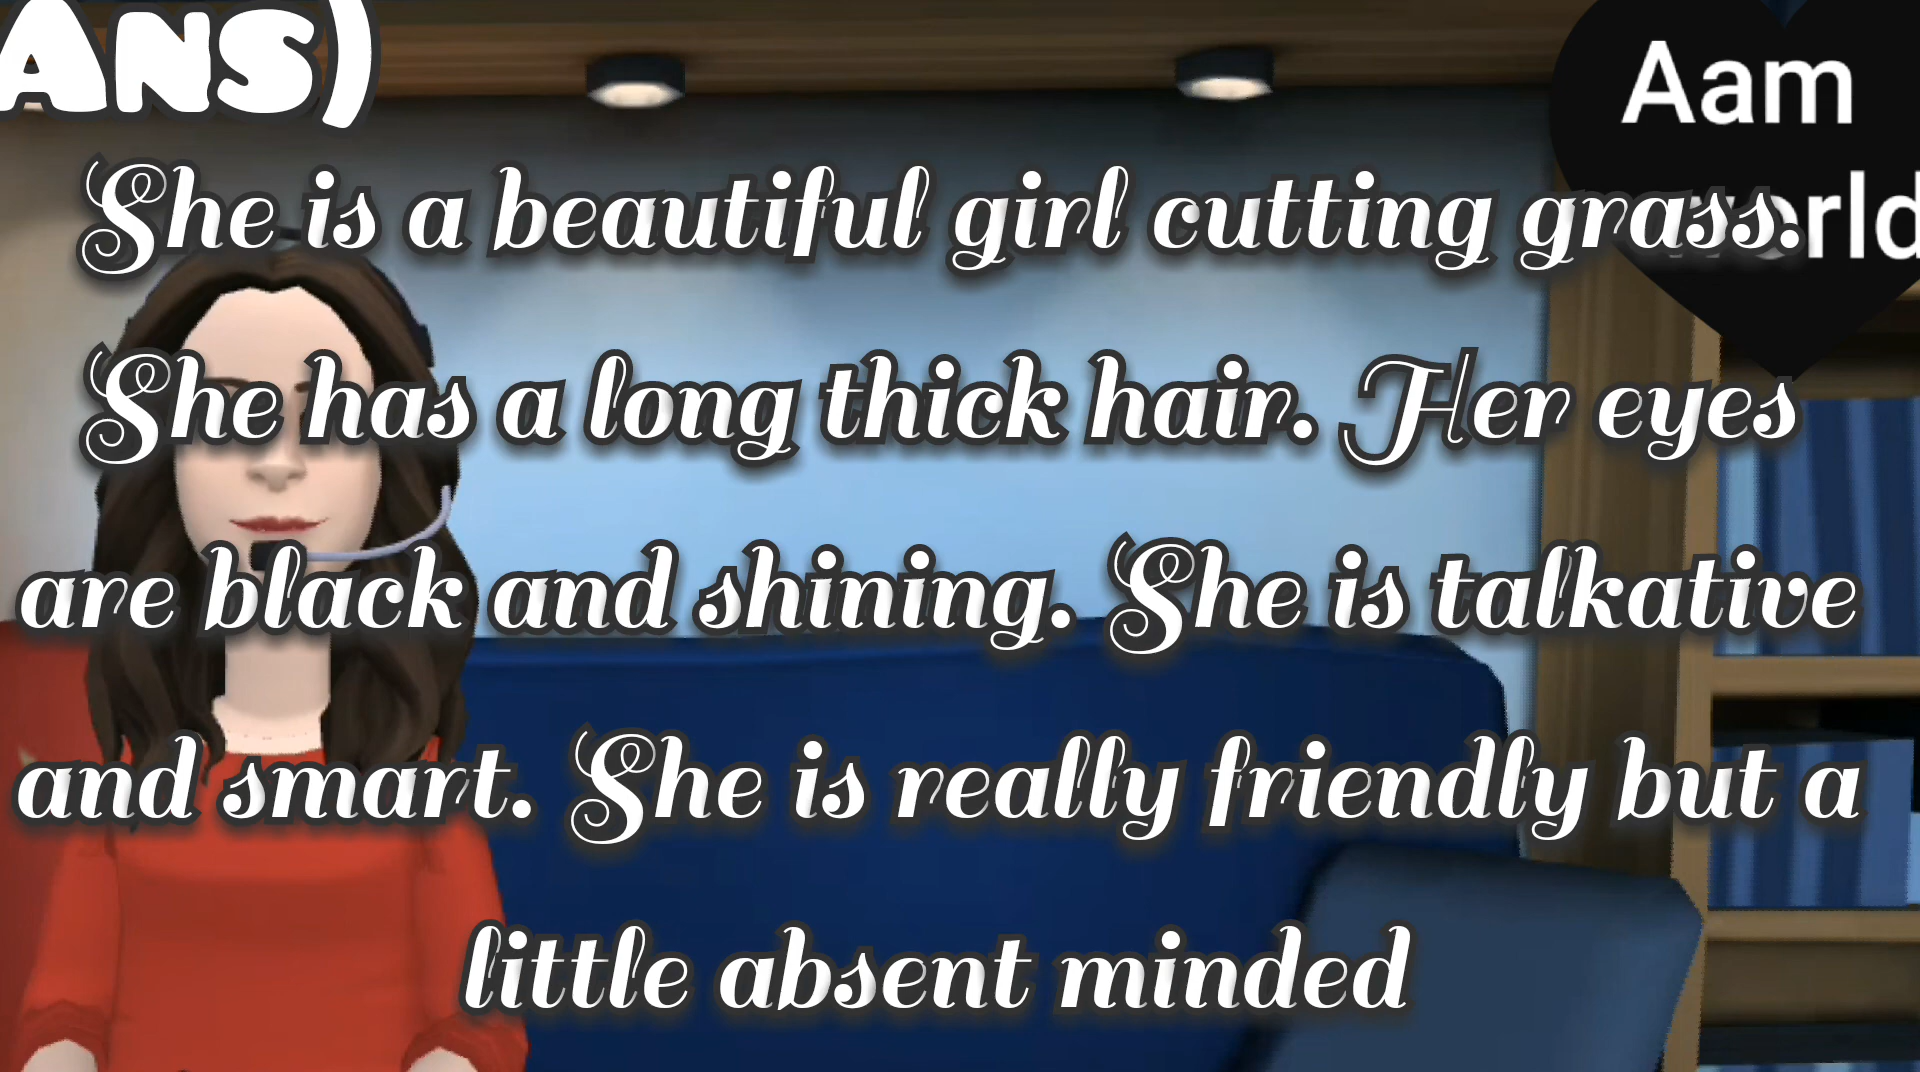 Ans)
Aam
world
She is a beautiful girl cutting grass.
She has a long thick hair. Her eyes
are black and shining. She is talkative
and smart. She is really friendly but a
little absent minded